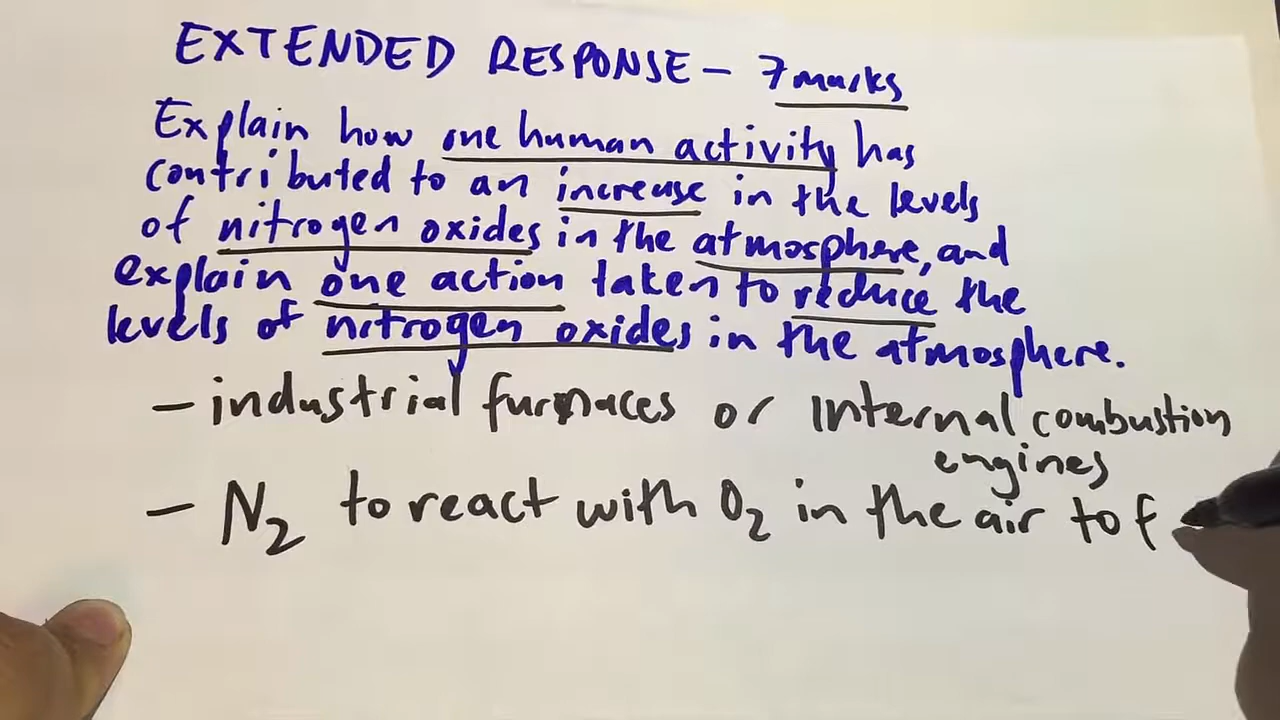 EXTENDED RESPONSE - 7 marks
Explain how one human activity has
contributed to an increase in the levels
of nitrogen oxides in the atmosphere, and
explain one action taken to reduce the
levels of nitrogen oxides in the atmosphere.
- industrial furnaces or internal combustion
engines
- N₂ to react with O₂ in the air to f